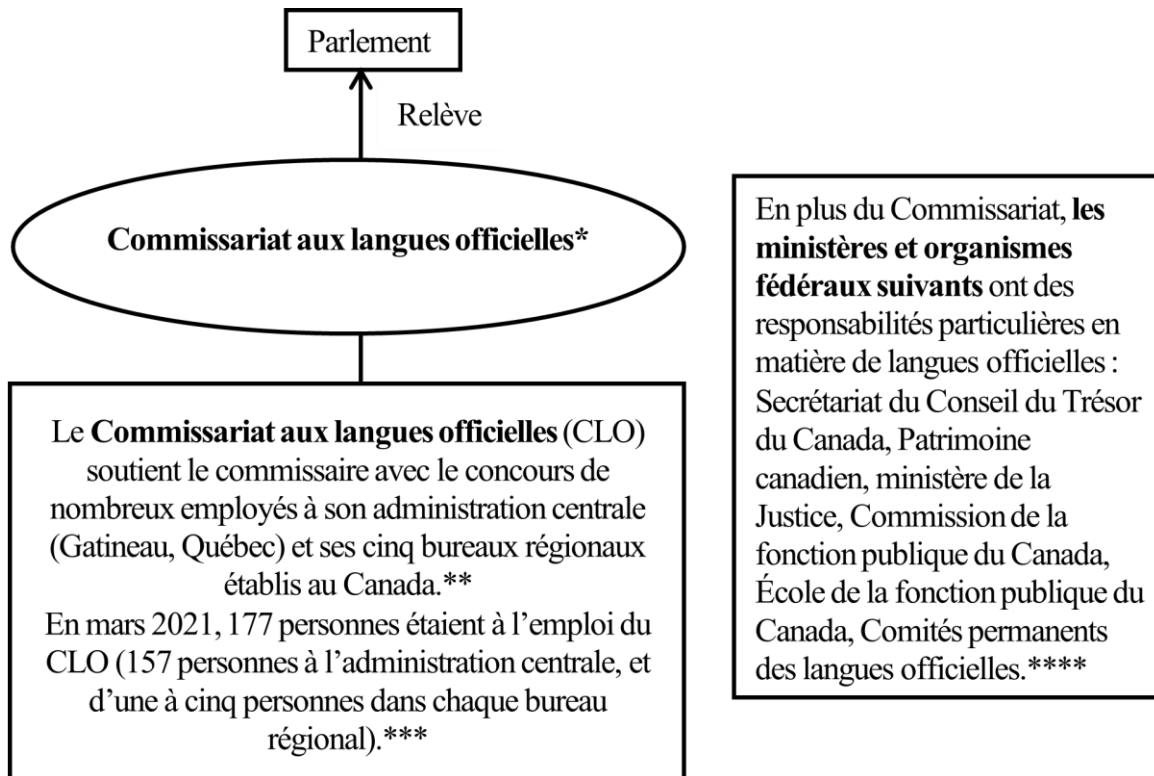 Parlement
Relève
Commissariat aux langues officielles*
Le Commissariat aux langues officielles (CLO)
soutient le commissaire avec le concours de
nombreux employés à son administration centrale
(Gatineau, Québec) et ses cinq bureaux régionaux
établis au Canada.**
En mars 2021, 177 personnes étaient à l’emploi du
CLO (157 personnes à l’administration centrale, et
d’une à cinq personnes dans chaque bureau
régional).***
En plus du Commissariat, les
ministères et organismes
fédéraux suivants ont des
responsabilités particulières en
matière de langues officielles :
Secrétariat du Conseil du Trésor
du Canada, Patrimoine
canadien, ministère de la
Justice, Commission de la
fonction publique du Canada,
École de la fonction publique du
Canada, Comités permanents
des langues officielles.****